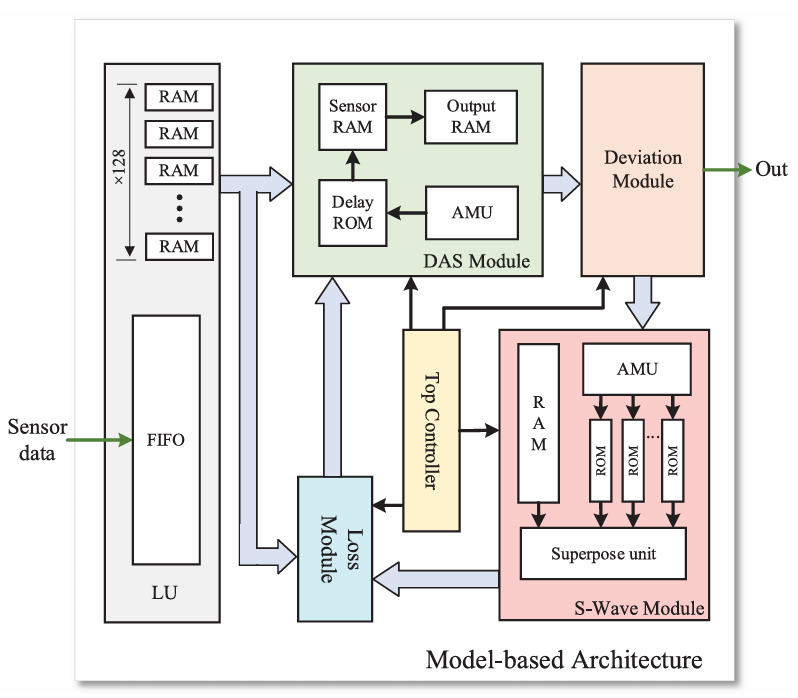 RAM
RAM
RAM
RAM
×128
FIFO
LU
Sensor
data
Sensor
RAM
Output
RAM
Delay
ROM
AMU
DAS Module
Deviation
Module
Out
Top Controller
Loss
Module
R
A
M
AMU
ROM
ROM
...
ROM
Superpose unit
S-Wave Module
Model-based Architecture